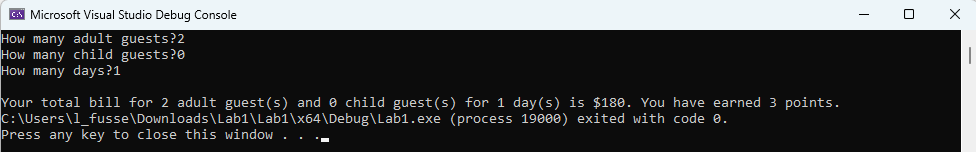 Microsoft Visual Studio Debug Console
How many adult guests?2
How many child guests?0
How many days?1
Your total bill for 2 adult guest(s) and 0 child guest(s) for 1 day(s) is $180. You have earned 3 points.
C:\Users\l_fusse\Downloads\Lab1\Lab1\x64\Debug\Lab1.exe (process 19000) exited with code 0.
Press any key to close this window . . .